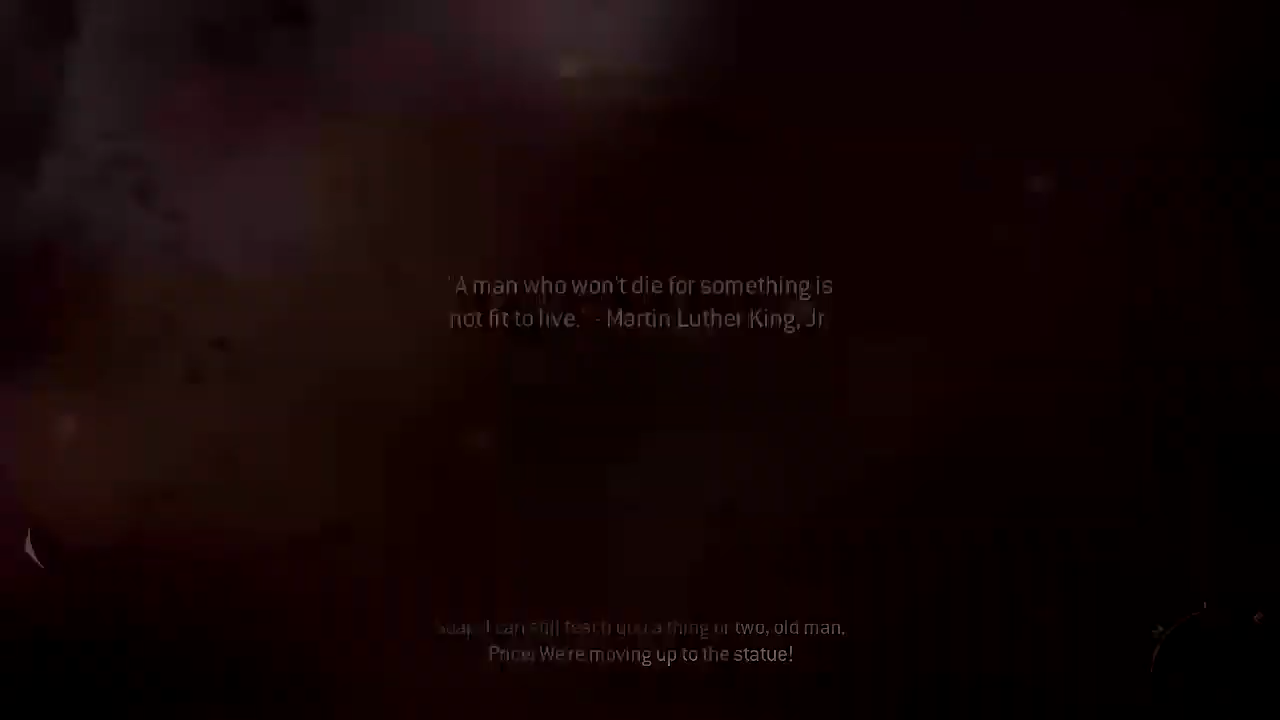 "A man who won't die for something is
not fit to live." - Martin Luther King, Jr.
Soap: I can still teach you a thing or two, old man.
Price: We're moving up to the statue!